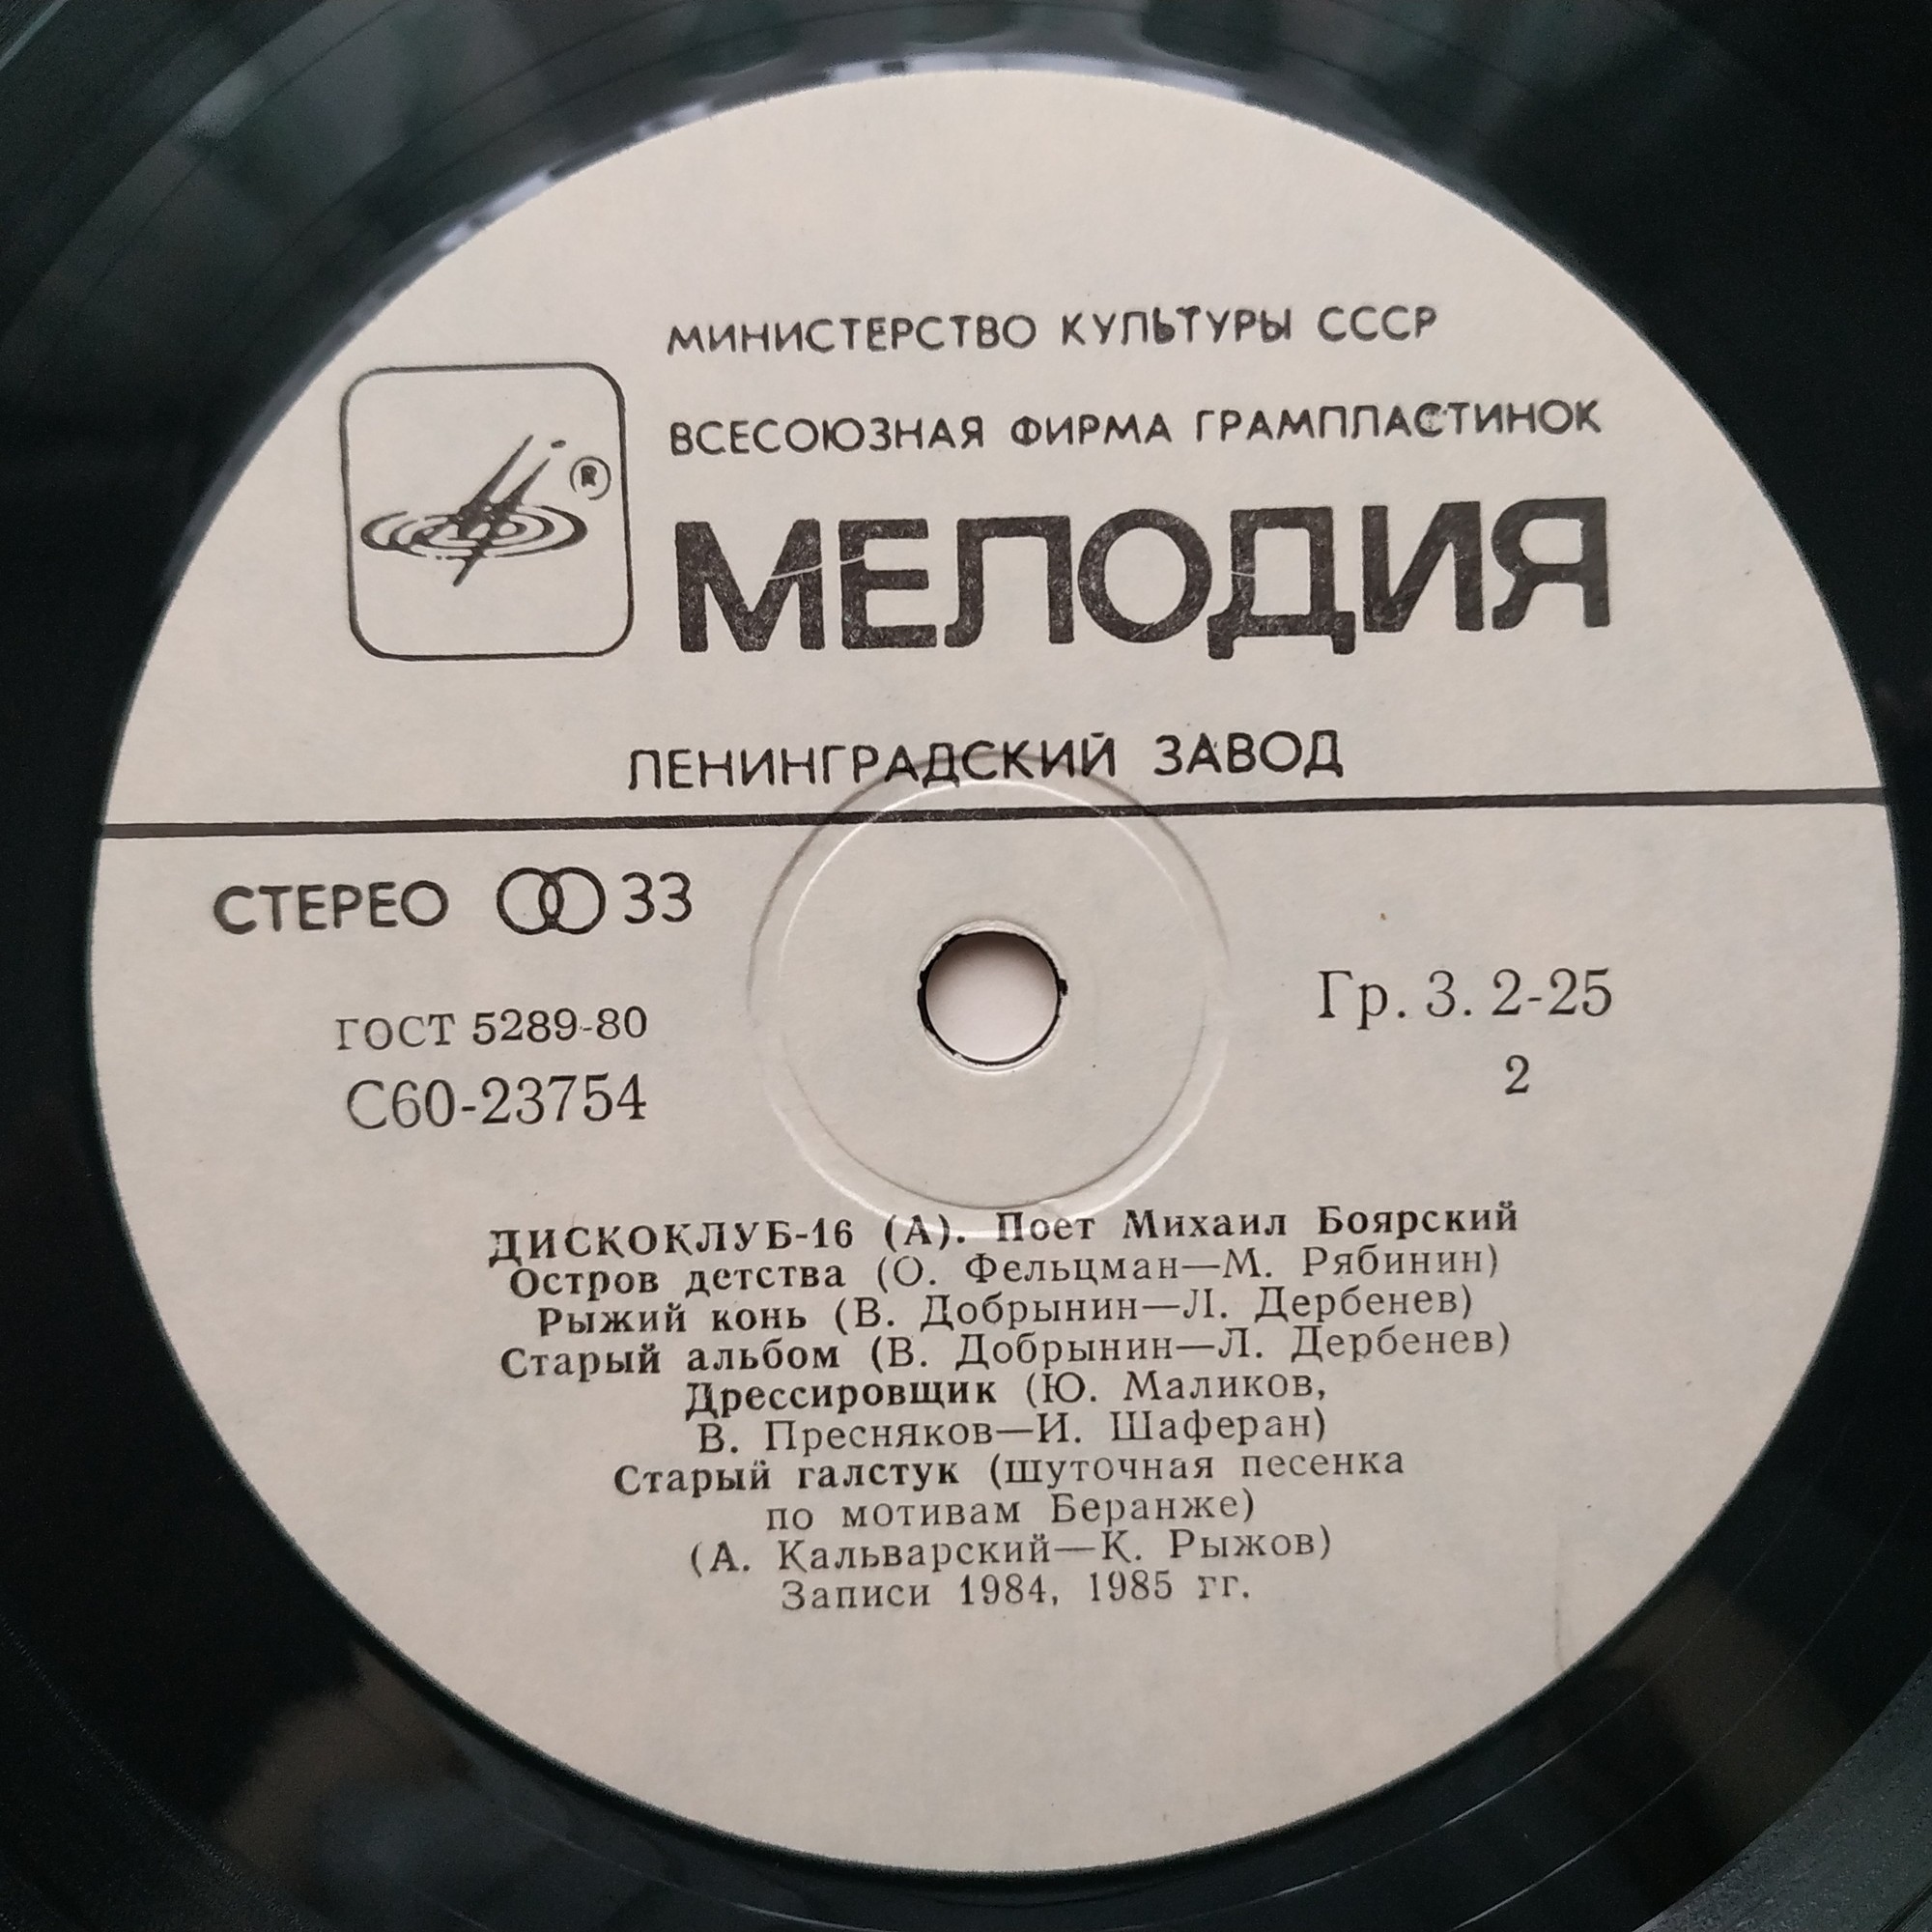 МИНИСТЕРСТВО КУЛЬТУРЫ СССР
ВСЕСОЮЗНАЯ ФИРМА ГРАМПЛАСТИНОК
®
МЕЛОДИЯ
ЛЕНИНГРАДСКИЙ ЗАВОД
СТЕРЕО 33
ГОСТ 5289-80
С60-23754
Гр. 3. 2-25
2
ДИСКОКЛУБ-16 (А). Поет Михаил Боярский
Остров детства (О. Фельцман—М. Рябинин)
Рыжий конь (В. Добрынин—Л. Дербенев)
Старый альбом (В. Добрынин—Л. Дербенев)
Дрессировщик (Ю. Маликов,
В. Пресняков—И. Шаферан)
Старый галстук (шуточная песенка
по мотивам Беранже)
(А. Кальварский—К. Рыжов)
Записи 1984, 1985 гг.